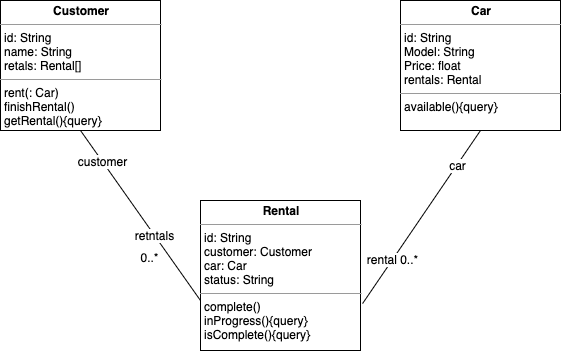 Customer
id: String
name: String
retals: Rental[]
rent(: Car)
finishRental()
getRental(){query}
Car
id: String
Model: String
Price: float
rentals: Rental
available(){query}
customer
car
retntals
0..*
rental 0..*
Rental
id: String
customer: Customer
car: Car
status: String
complete()
inProgress(){query}
isComplete(){query}